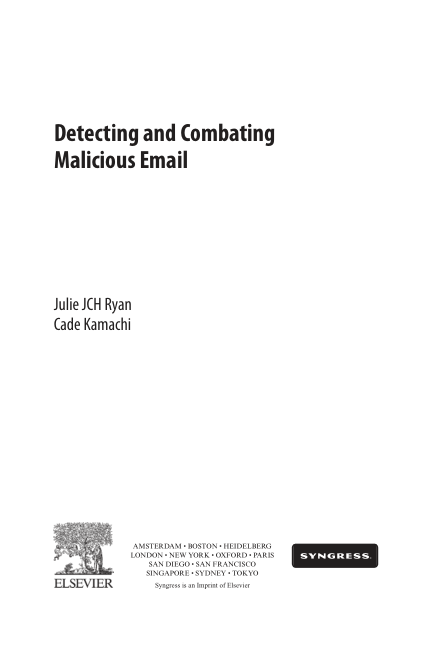 Detecting and Combating
Malicious Email
Julie JCH Ryan
Cade Kamachi
ELSEVIER
AMSTERDAM • BOSTON • HEIDELBERG
LONDON • NEW YORK • OXFORD • PARIS
SAN DIEGO • SAN FRANCISCO
SINGAPORE • SYDNEY • TOKYO
Syngress is an Imprint of Elsevier
SYNGRESS.